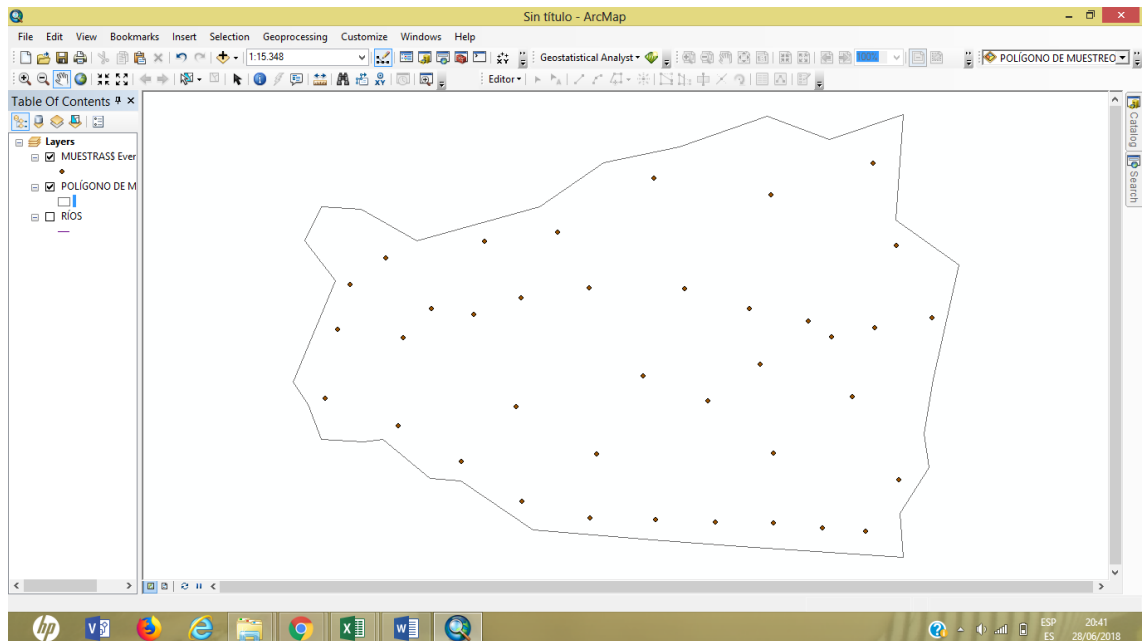 Sin título - ArcMap
File Edit View Bookmarks Insert Selection Geoprocessing Customize Windows Help
1:15.348 Geostatistical Analyst 100% POLÍGONO DE MUESTREO
Editor
Table Of Contents
Layers
MUESTRAS$ Ever
POLÍGONO DE M
RÍOS
Catalog
Search
ESP 20:41
ES 28/06/2018